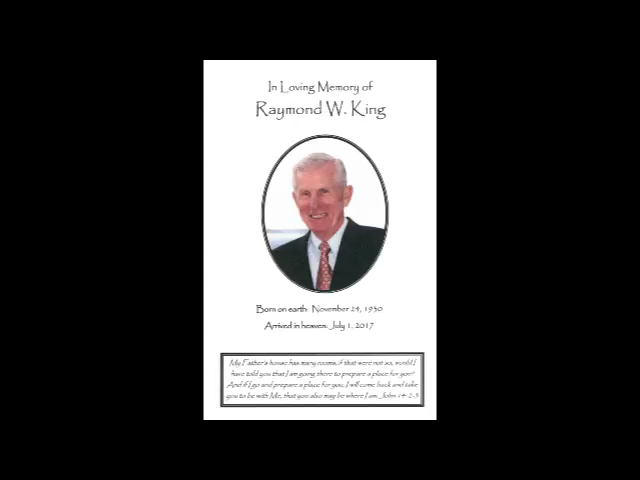 In Loving Memory of
Raymond W. King
Born on earth: November 24, 1930
Arrived in heaven: July 1, 2017
My Father's house has many rooms; if that were not so, would I
have told you that I am going there to prepare a place for you?
And if I go and prepare a place for you, I will come back and take
you to be with Me, that you also may be where I am. John 14: 2-3